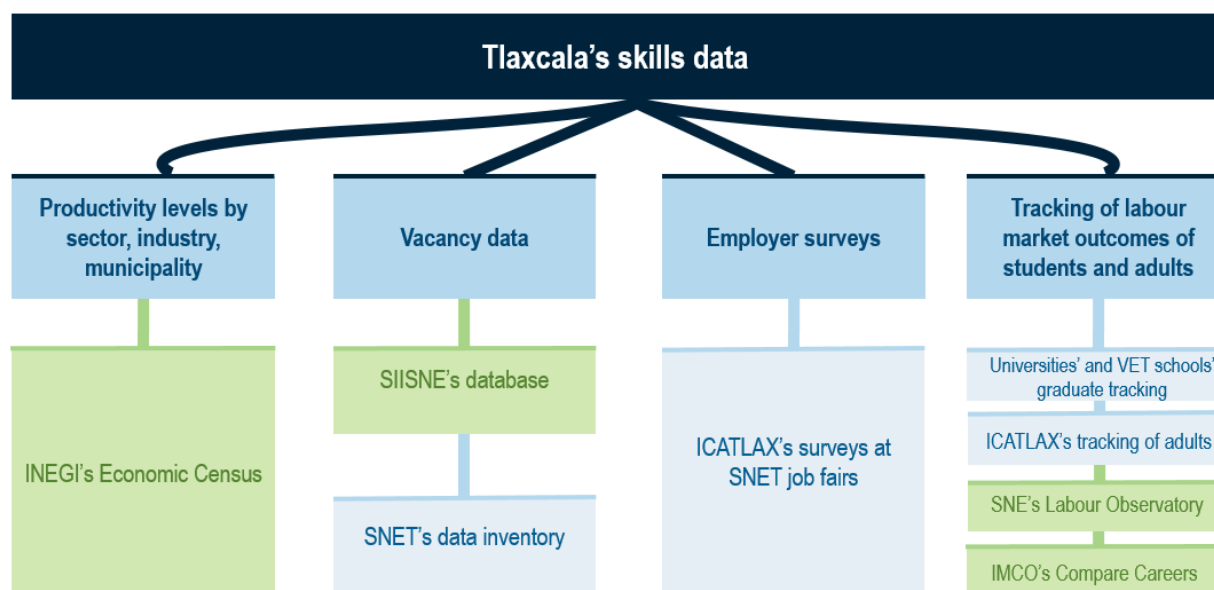 Tlaxcala’s skills data
Productivity levels by
sector, industry,
municipality
Vacancy data
Employer surveys
Tracking of labour
market outcomes of
students and adults
INEGI’s Economic Census
SIISNE’s database
SNET’s data inventory
ICATLAX’s surveys at
SNET job fairs
Universities’ and VET schools’
graduate tracking
ICATLAX’s tracking of adults
SNE’s Labour Observatory
IMCO’s Compare Careers